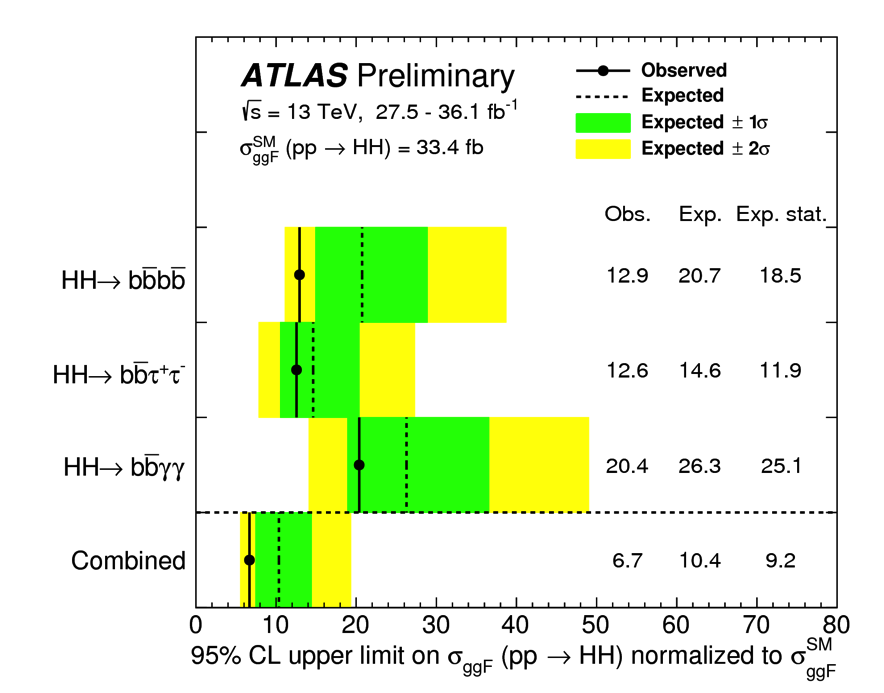 ATLAS Preliminary
√s = 13 TeV, 27.5 - 36.1 fb⁻¹
σ^SM_ggF (pp → HH) = 33.4 fb
Observed
Expected
Expected ± 1σ
Expected ± 2σ
Obs. Exp. Exp. stat.
HH→ bb̅bb̅ 12.9 20.7 18.5
HH→ bb̅τ⁺τ⁻ 12.6 14.6 11.9
HH→ bb̅γγ 20.4 26.3 25.1
Combined 6.7 10.4 9.2
0 10 20 30 40 50 60 70 80
95% CL upper limit on σ_ggF (pp → HH) normalized to σ^SM_ggF